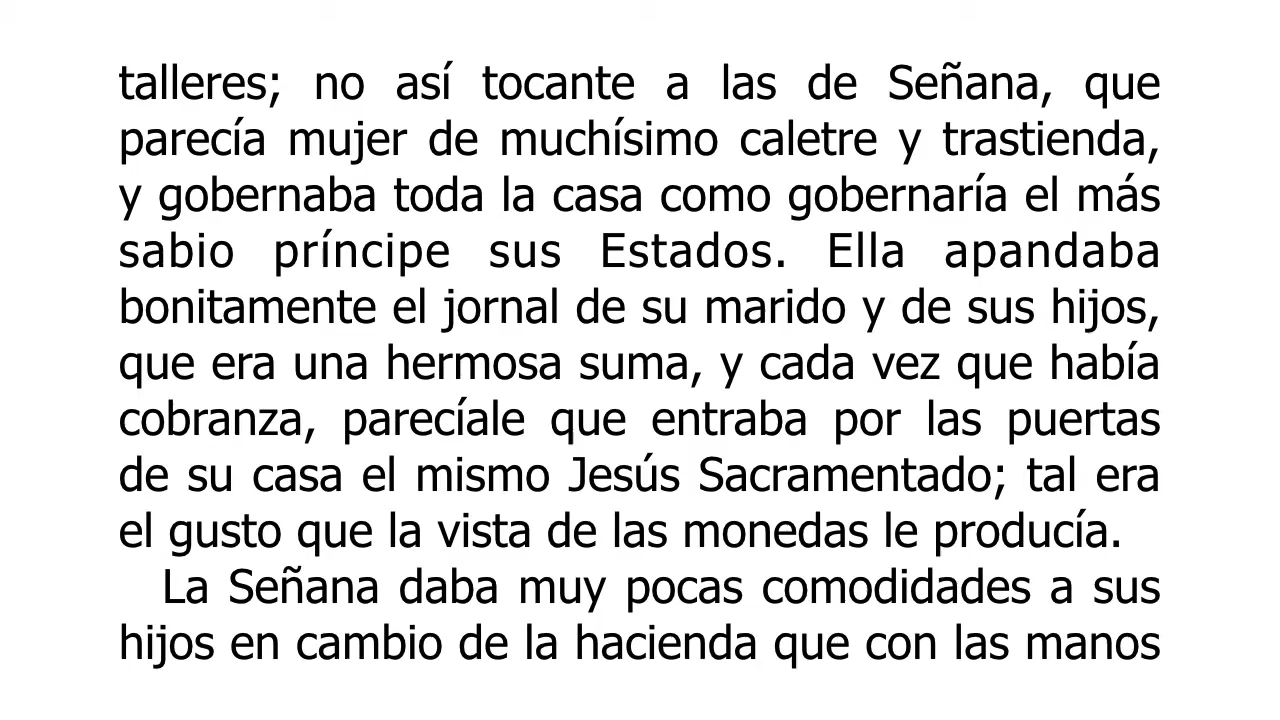 talleres; no así tocante a las de Señana, que
parecía mujer de muchísimo caletre y trastienda,
y gobernaba toda la casa como gobernaría el más
sabio príncipe sus Estados. Ella apandaba
bonitamente el jornal de su marido y de sus hijos,
que era una hermosa suma, y cada vez que había
cobranza, parecíale que entraba por las puertas
de su casa el mismo Jesús Sacramentado; tal era
el gusto que la vista de las monedas le producía.
La Señana daba muy pocas comodidades a sus
hijos en cambio de la hacienda que con las manos